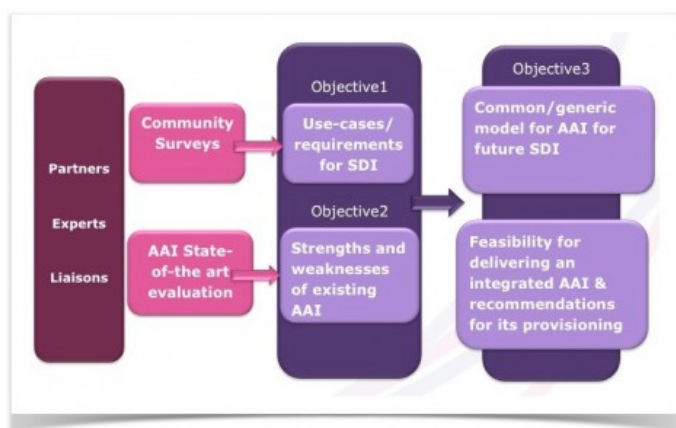 Partners
Experts
Liaisons
Community
Surveys
AAI State-
of-the art
evaluation
Objective1
Use-cases/
requirements
for SDI
Objective2
Strengths and
weaknesses
of existing
AAI
Objective3
Common/generic
model for AAI for
future SDI
Feasibility for
delivering an
integrated AAI &
recommendations
for its provisioning